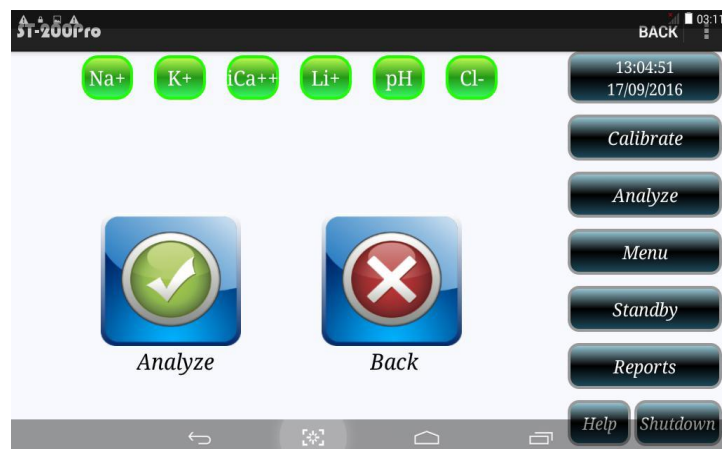 ST-200Pro
BACK
03:11
Na+ K+ iCa++ Li+ pH Cl-
13:04:51
17/09/2016
Calibrate
Analyze
Menu
Standby
Reports
Help Shutdown
Analyze Back